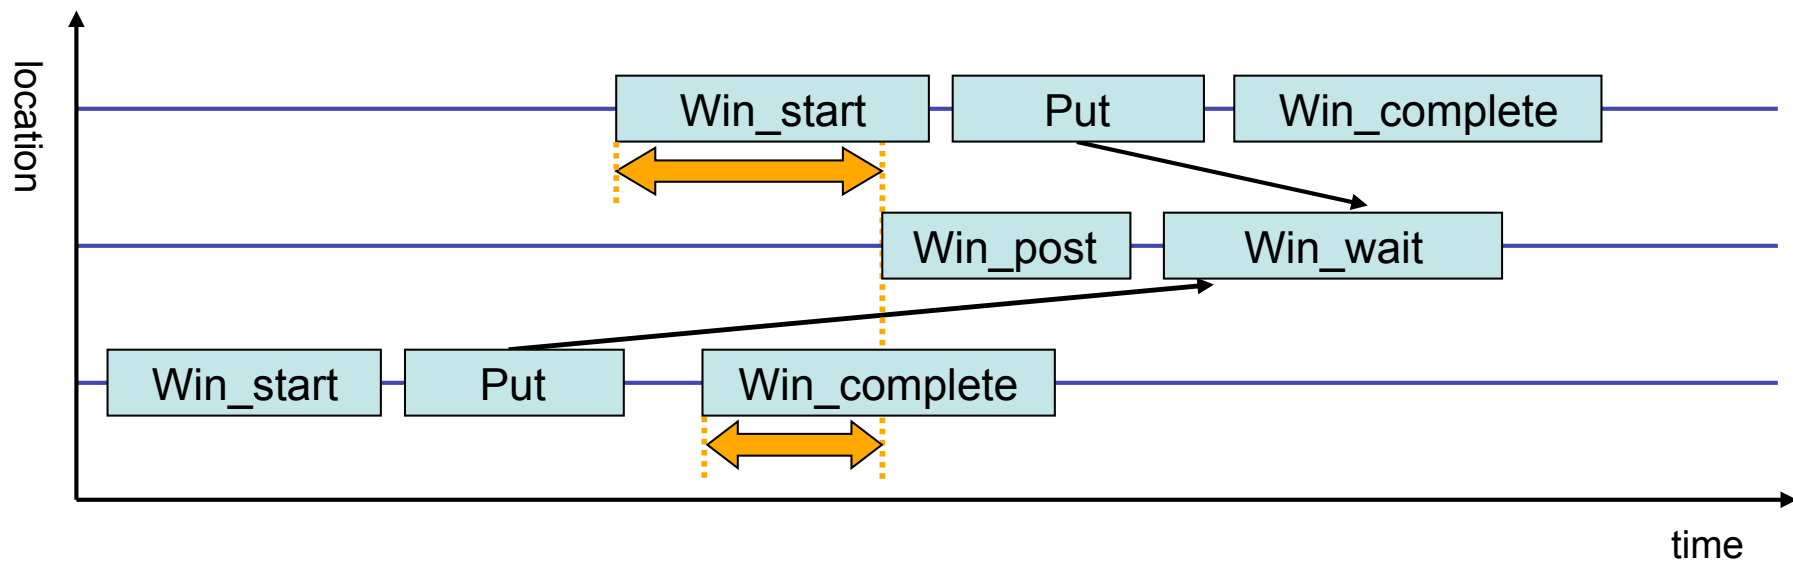 location
Win_start Put Win_complete
Win_post Win_wait
Win_start Put Win_complete
time